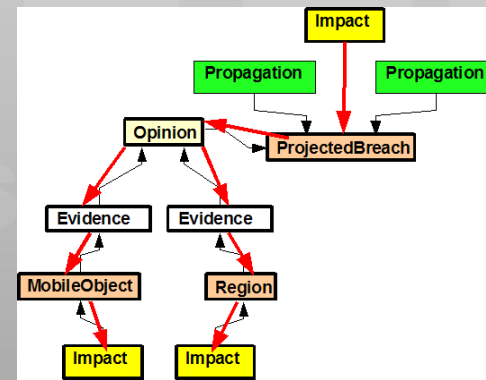 Impact
Propagation
Propagation
Opinion
ProjectedBreach
Evidence
Evidence
MobileObject
Region
Impact
Impact